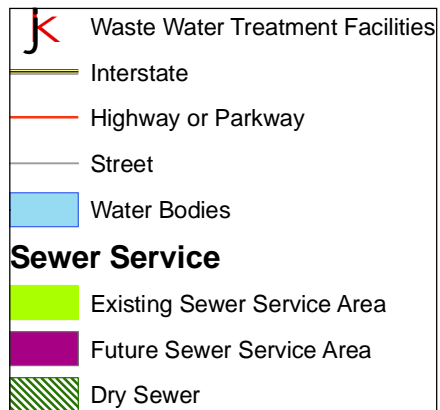 jk Waste Water Treatment Facilities
Interstate
Highway or Parkway
Street
Water Bodies
Sewer Service
Existing Sewer Service Area
Future Sewer Service Area
Dry Sewer